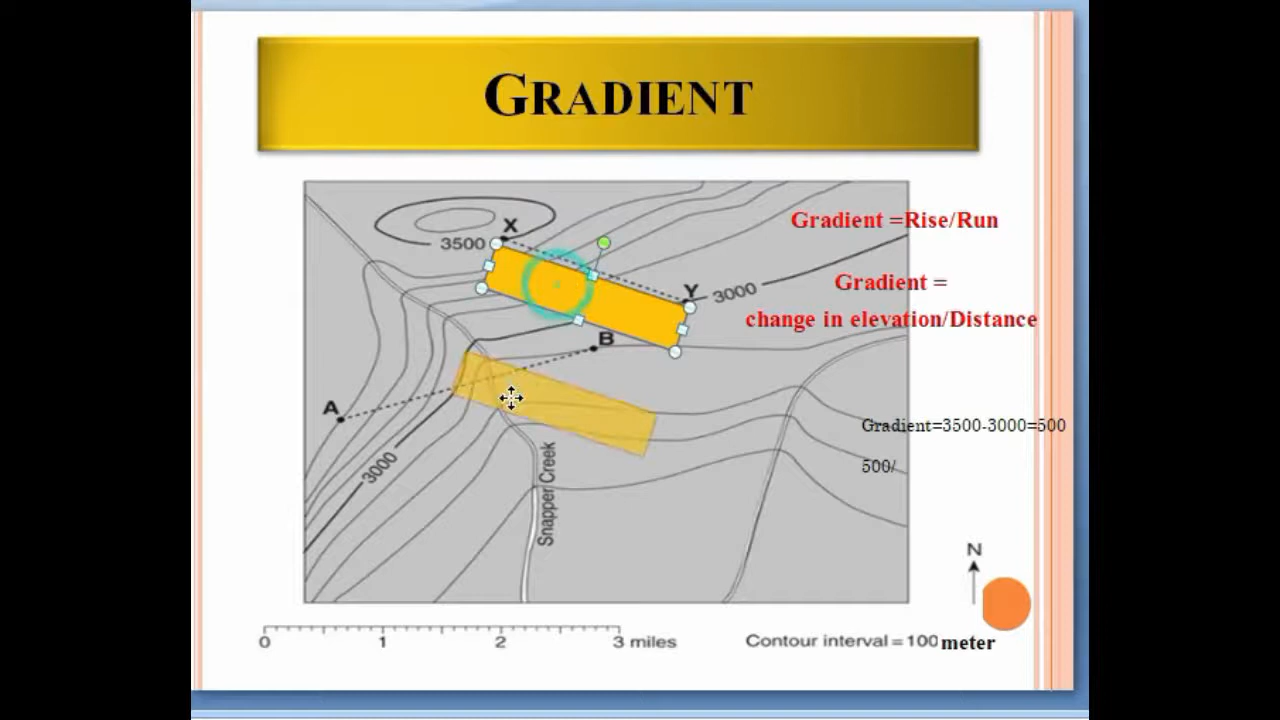 GRADIENT
X
3500
Gradient =Rise/Run
Y
3000
Gradient =
change in elevation/Distance
B
A
3000
Snapper Creek
Gradient=3500-3000=500
500/
N
0 1 2 3 miles
Contour interval = 100 meter